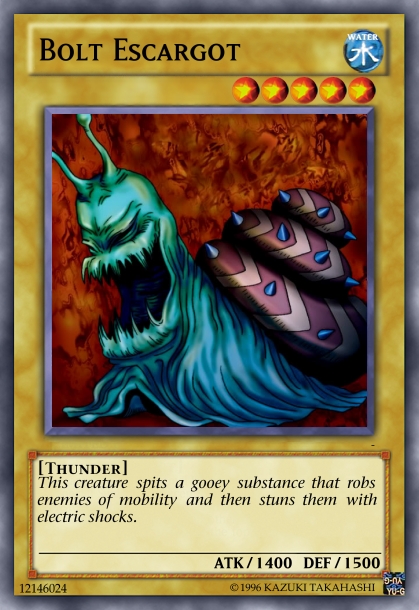 BOLT ESCARGOT
WATER
水
[THUNDER]
This creature spits a gooey substance that robs
enemies of mobility and then stuns them with
electric shocks.
ATK / 1400 DEF / 1500
12146024
©1996 KAZUKI TAKAHASHI
YU-G